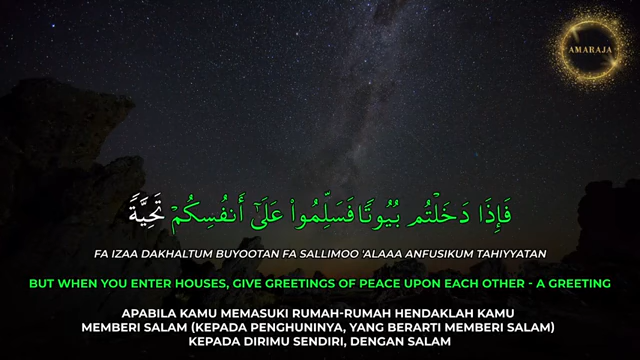 AMARAJA
فَإِذَا دَخَلْتُم بُيُوتًا فَسَلِّمُوا۟ عَلَىٰٓ أَنفُسِكُمْ تَحِيَّةً
FA IZAA DAKHALTUM BUYOOTAN FA SALLIMOO 'ALAAA ANFUSIKUM TAHIYYATAN
BUT WHEN YOU ENTER HOUSES, GIVE GREETINGS OF PEACE UPON EACH OTHER - A GREETING
APABILA KAMU MEMASUKI RUMAH-RUMAH HENDAKLAH KAMU
MEMBERI SALAM (KEPADA PENGHUNINYA, YANG BERARTI MEMBERI SALAM)
KEPADA DIRIMU SENDIRI, DENGAN SALAM